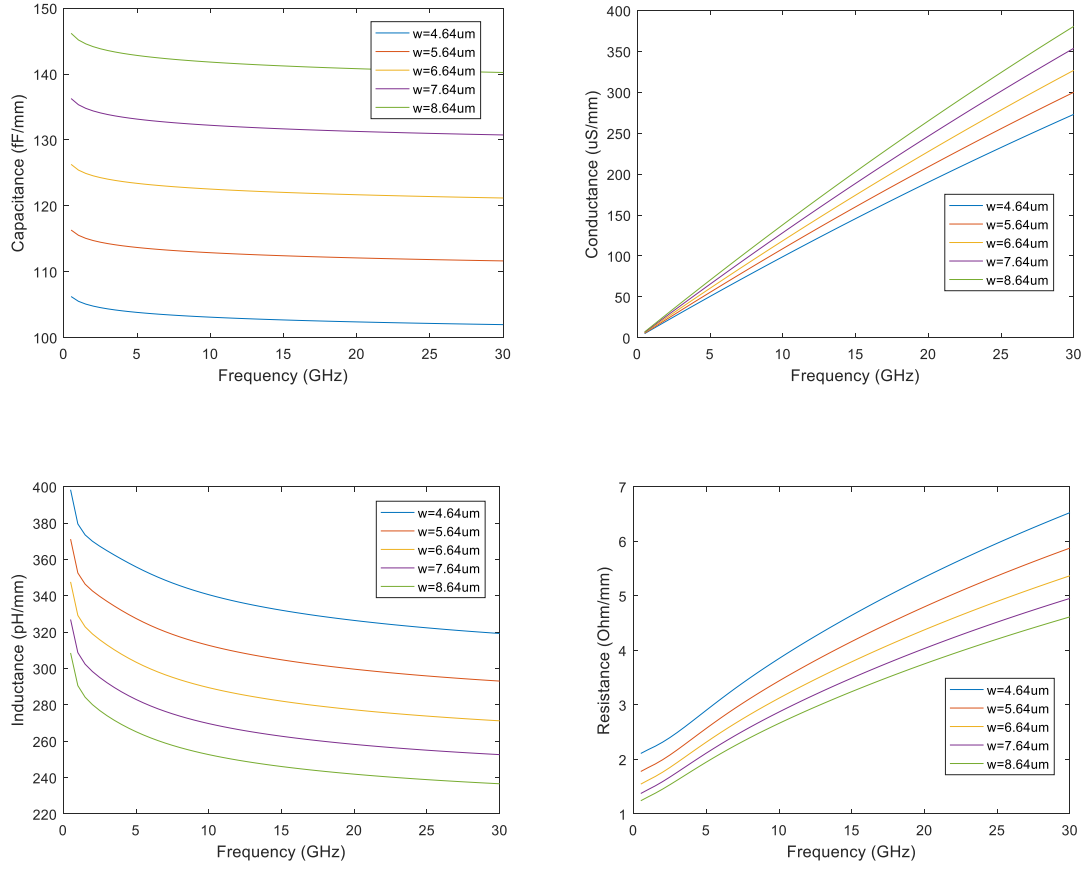 150
140
130
120
110
100
Capacitance (fF/mm)
w=4.64um
w=5.64um
w=6.64um
w=7.64um
w=8.64um
0 5 10 15 20 25 30
Frequency (GHz)
400
350
300
250
200
150
100
50
0
Conductance (uS/mm)
w=4.64um
w=5.64um
w=6.64um
w=7.64um
w=8.64um
0 5 10 15 20 25 30
Frequency (GHz)
400
380
360
340
320
300
280
260
240
220
Inductance (pH/mm)
w=4.64um
w=5.64um
w=6.64um
w=7.64um
w=8.64um
0 5 10 15 20 25 30
Frequency (GHz)
7
6
5
4
3
2
1
Resistance (Ohm/mm)
w=4.64um
w=5.64um
w=6.64um
w=7.64um
w=8.64um
0 5 10 15 20 25 30
Frequency (GHz)